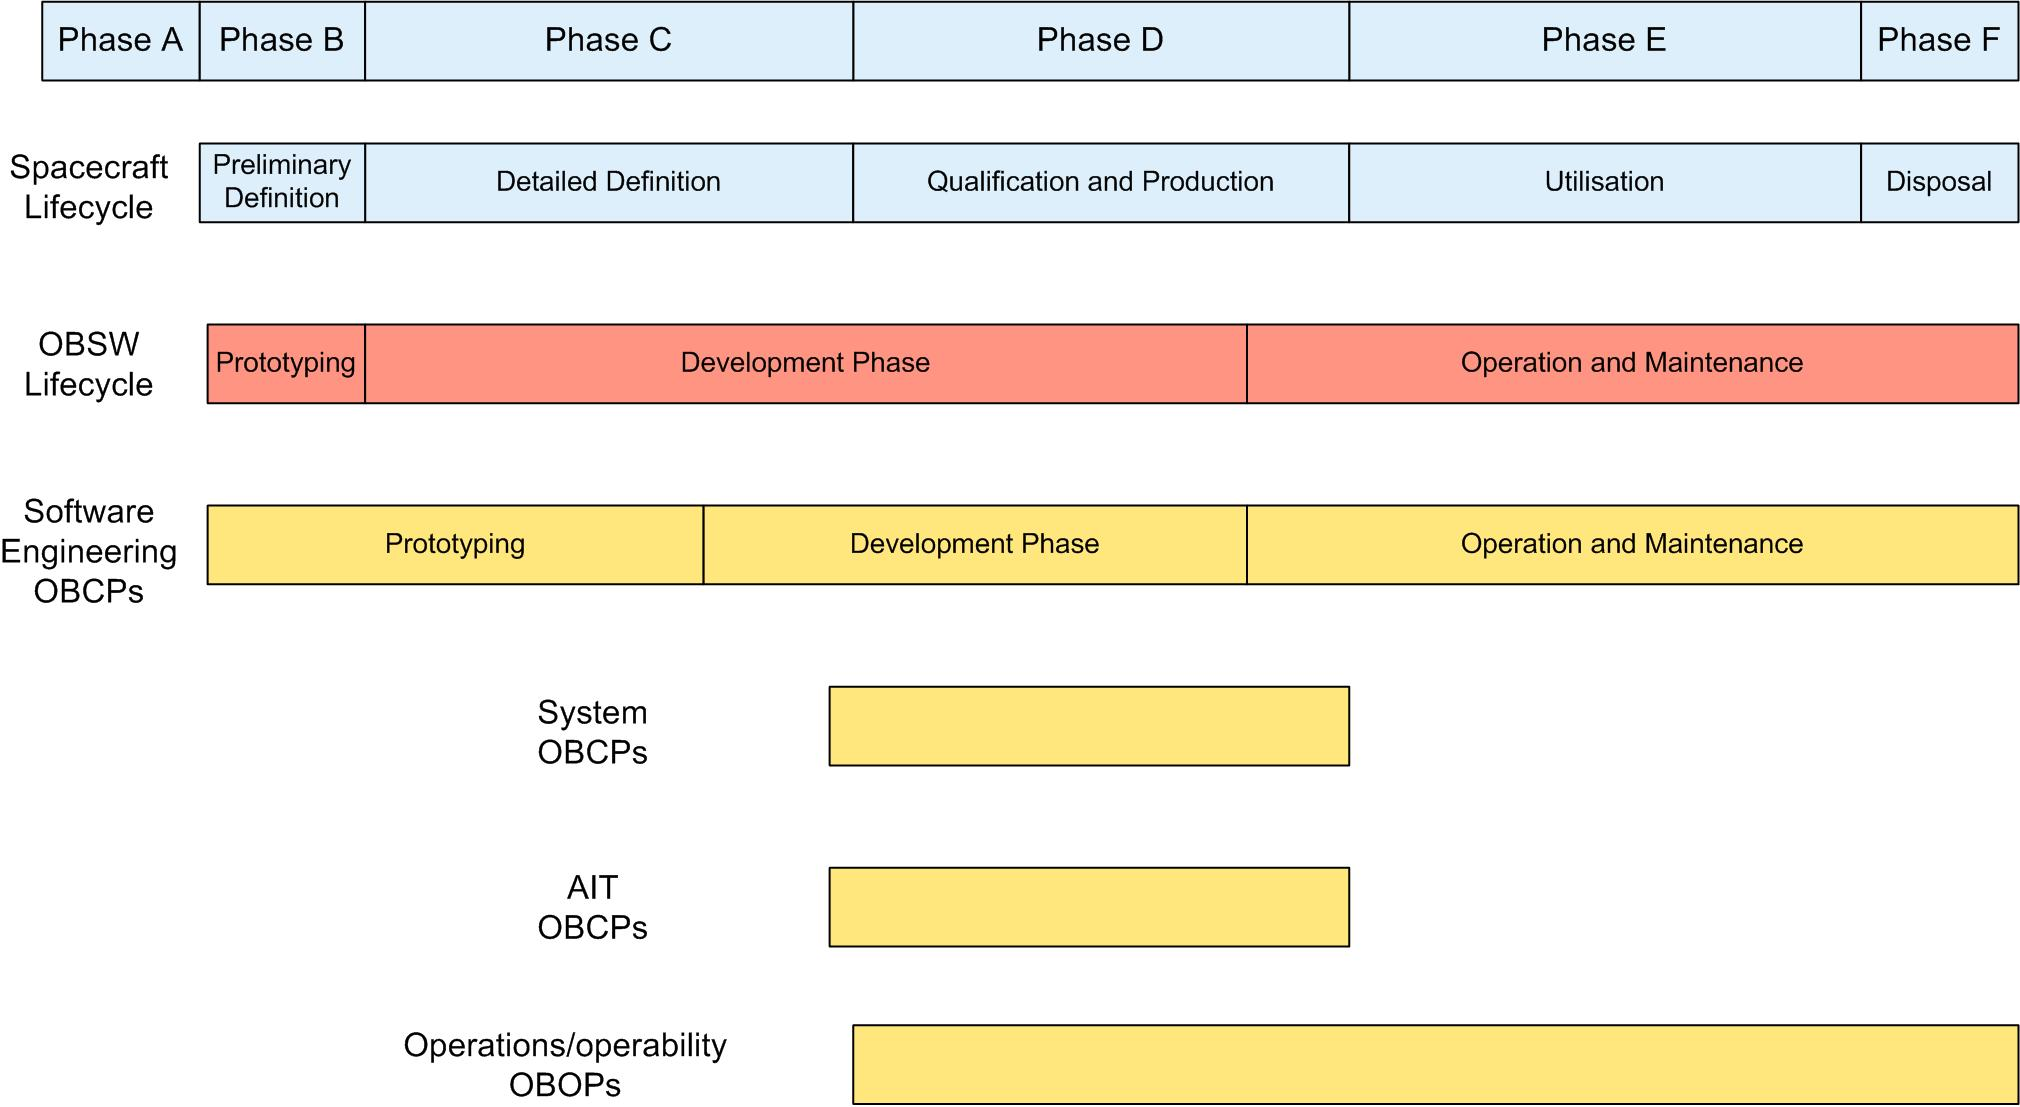 Phase A
Phase B
Phase C
Phase D
Phase E
Phase F
Spacecraft
Lifecycle
Preliminary
Definition
Detailed Definition
Qualification and Production
Utilisation
Disposal
OBSW
Lifecycle
Prototyping
Development Phase
Operation and Maintenance
Software
Engineering
OBCPs
Prototyping
Development Phase
Operation and Maintenance
System
OBCPs
AIT
OBCPs
Operations/operability
OBOPs